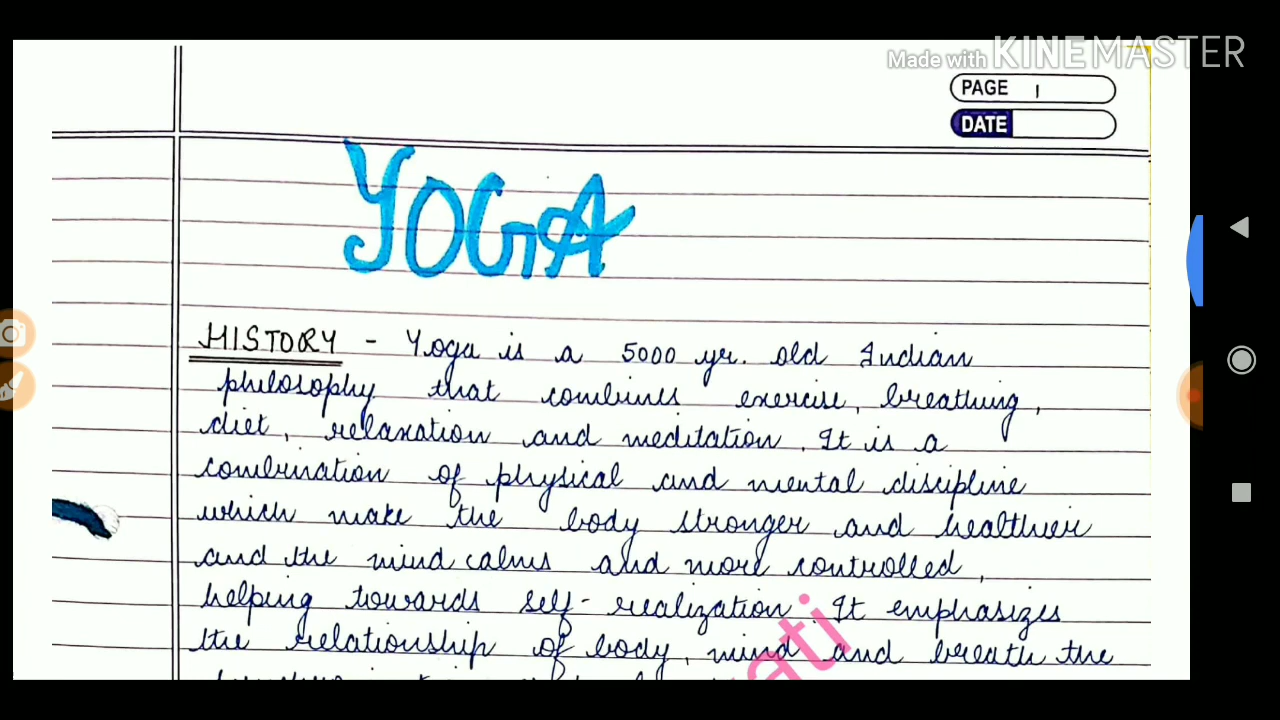 Made with KINEMASTER
PAGE 1
DATE
YOGA
HISTORY - Yoga is a 5000 yr. old Indian
philosophy that combines exercise, breathing,
diet, relaxation and meditation. It is a
combination of physical and mental discipline
which make the body stronger and healthier
and the mind calms and more controlled,
helping towards self-realization. It emphasizes
the relationship of body, mind and breath the